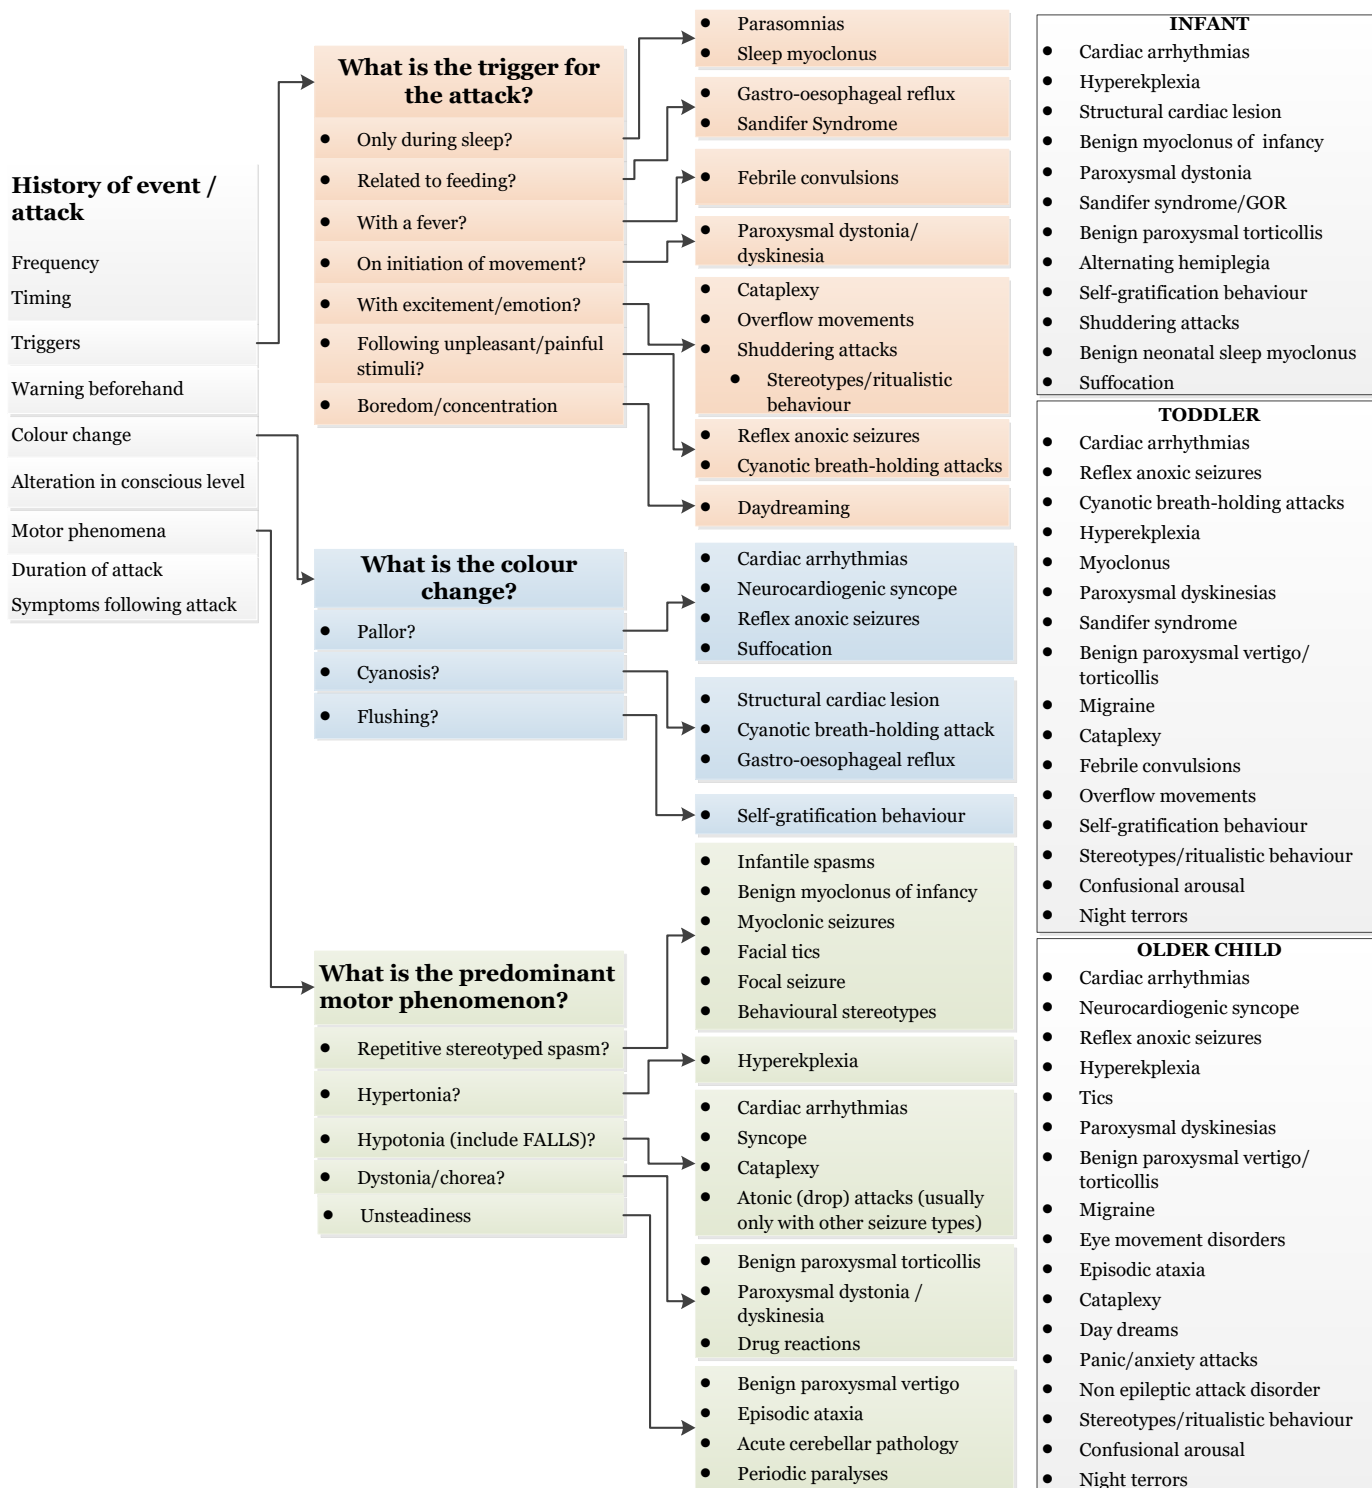 History of event /
attack
Frequency
Timing
Triggers
Warning beforehand
Colour change
Alteration in conscious level
Motor phenomena
Duration of attack
Symptoms following attack
What is the trigger for
the attack?
• Only during sleep?
• Related to feeding?
• With a fever?
• On initiation of movement?
• With excitement/emotion?
• Following unpleasant/painful
stimuli?
• Boredom/concentration
• Parasomnias
• Sleep myoclonus
• Gastro-oesophageal reflux
• Sandifer Syndrome
• Febrile convulsions
• Paroxysmal dystonia/
dyskinesia
• Cataplexy
• Overflow movements
• Shuddering attacks
• Stereotypes/ritualistic
behaviour
• Reflex anoxic seizures
• Cyanotic breath-holding attacks
• Daydreaming
What is the colour
change?
• Pallor?
• Cyanosis?
• Flushing?
• Cardiac arrhythmias
• Neurocardiogenic syncope
• Reflex anoxic seizures
• Suffocation
• Structural cardiac lesion
• Cyanotic breath-holding attack
• Gastro-oesophageal reflux
• Self-gratification behaviour
What is the predominant
motor phenomenon?
• Repetitive stereotyped spasm?
• Hypertonia?
• Hypotonia (include FALLS)?
• Dystonia/chorea?
• Unsteadiness
• Infantile spasms
• Benign myoclonus of infancy
• Myoclonic seizures
• Facial tics
• Focal seizure
• Behavioural stereotypes
• Hyperekplexia
• Cardiac arrhythmias
• Syncope
• Cataplexy
• Atonic (drop) attacks (usually
only with other seizure types)
• Benign paroxysmal torticollis
• Paroxysmal dystonia /
dyskinesia
• Drug reactions
• Benign paroxysmal vertigo
• Episodic ataxia
• Acute cerebellar pathology
• Periodic paralyses
INFANT
• Cardiac arrhythmias
• Hyperekplexia
• Structural cardiac lesion
• Benign myoclonus of infancy
• Paroxysmal dystonia
• Sandifer syndrome/GOR
• Benign paroxysmal torticollis
• Alternating hemiplegia
• Self-gratification behaviour
• Shuddering attacks
• Benign neonatal sleep myoclonus
• Suffocation
TODDLER
• Cardiac arrhythmias
• Reflex anoxic seizures
• Cyanotic breath-holding attacks
• Hyperekplexia
• Myoclonus
• Paroxysmal dyskinesias
• Sandifer syndrome
• Benign paroxysmal vertigo/
torticollis
• Migraine
• Cataplexy
• Febrile convulsions
• Overflow movements
• Self-gratification behaviour
• Stereotypes/ritualistic behaviour
• Confusional arousal
• Night terrors
OLDER CHILD
• Cardiac arrhythmias
• Neurocardiogenic syncope
• Reflex anoxic seizures
• Hyperekplexia
• Tics
• Paroxysmal dyskinesias
• Benign paroxysmal vertigo/
torticollis
• Migraine
• Eye movement disorders
• Episodic ataxia
• Cataplexy
• Day dreams
• Panic/anxiety attacks
• Non epileptic attack disorder
• Stereotypes/ritualistic behaviour
• Confusional arousal
• Night terrors